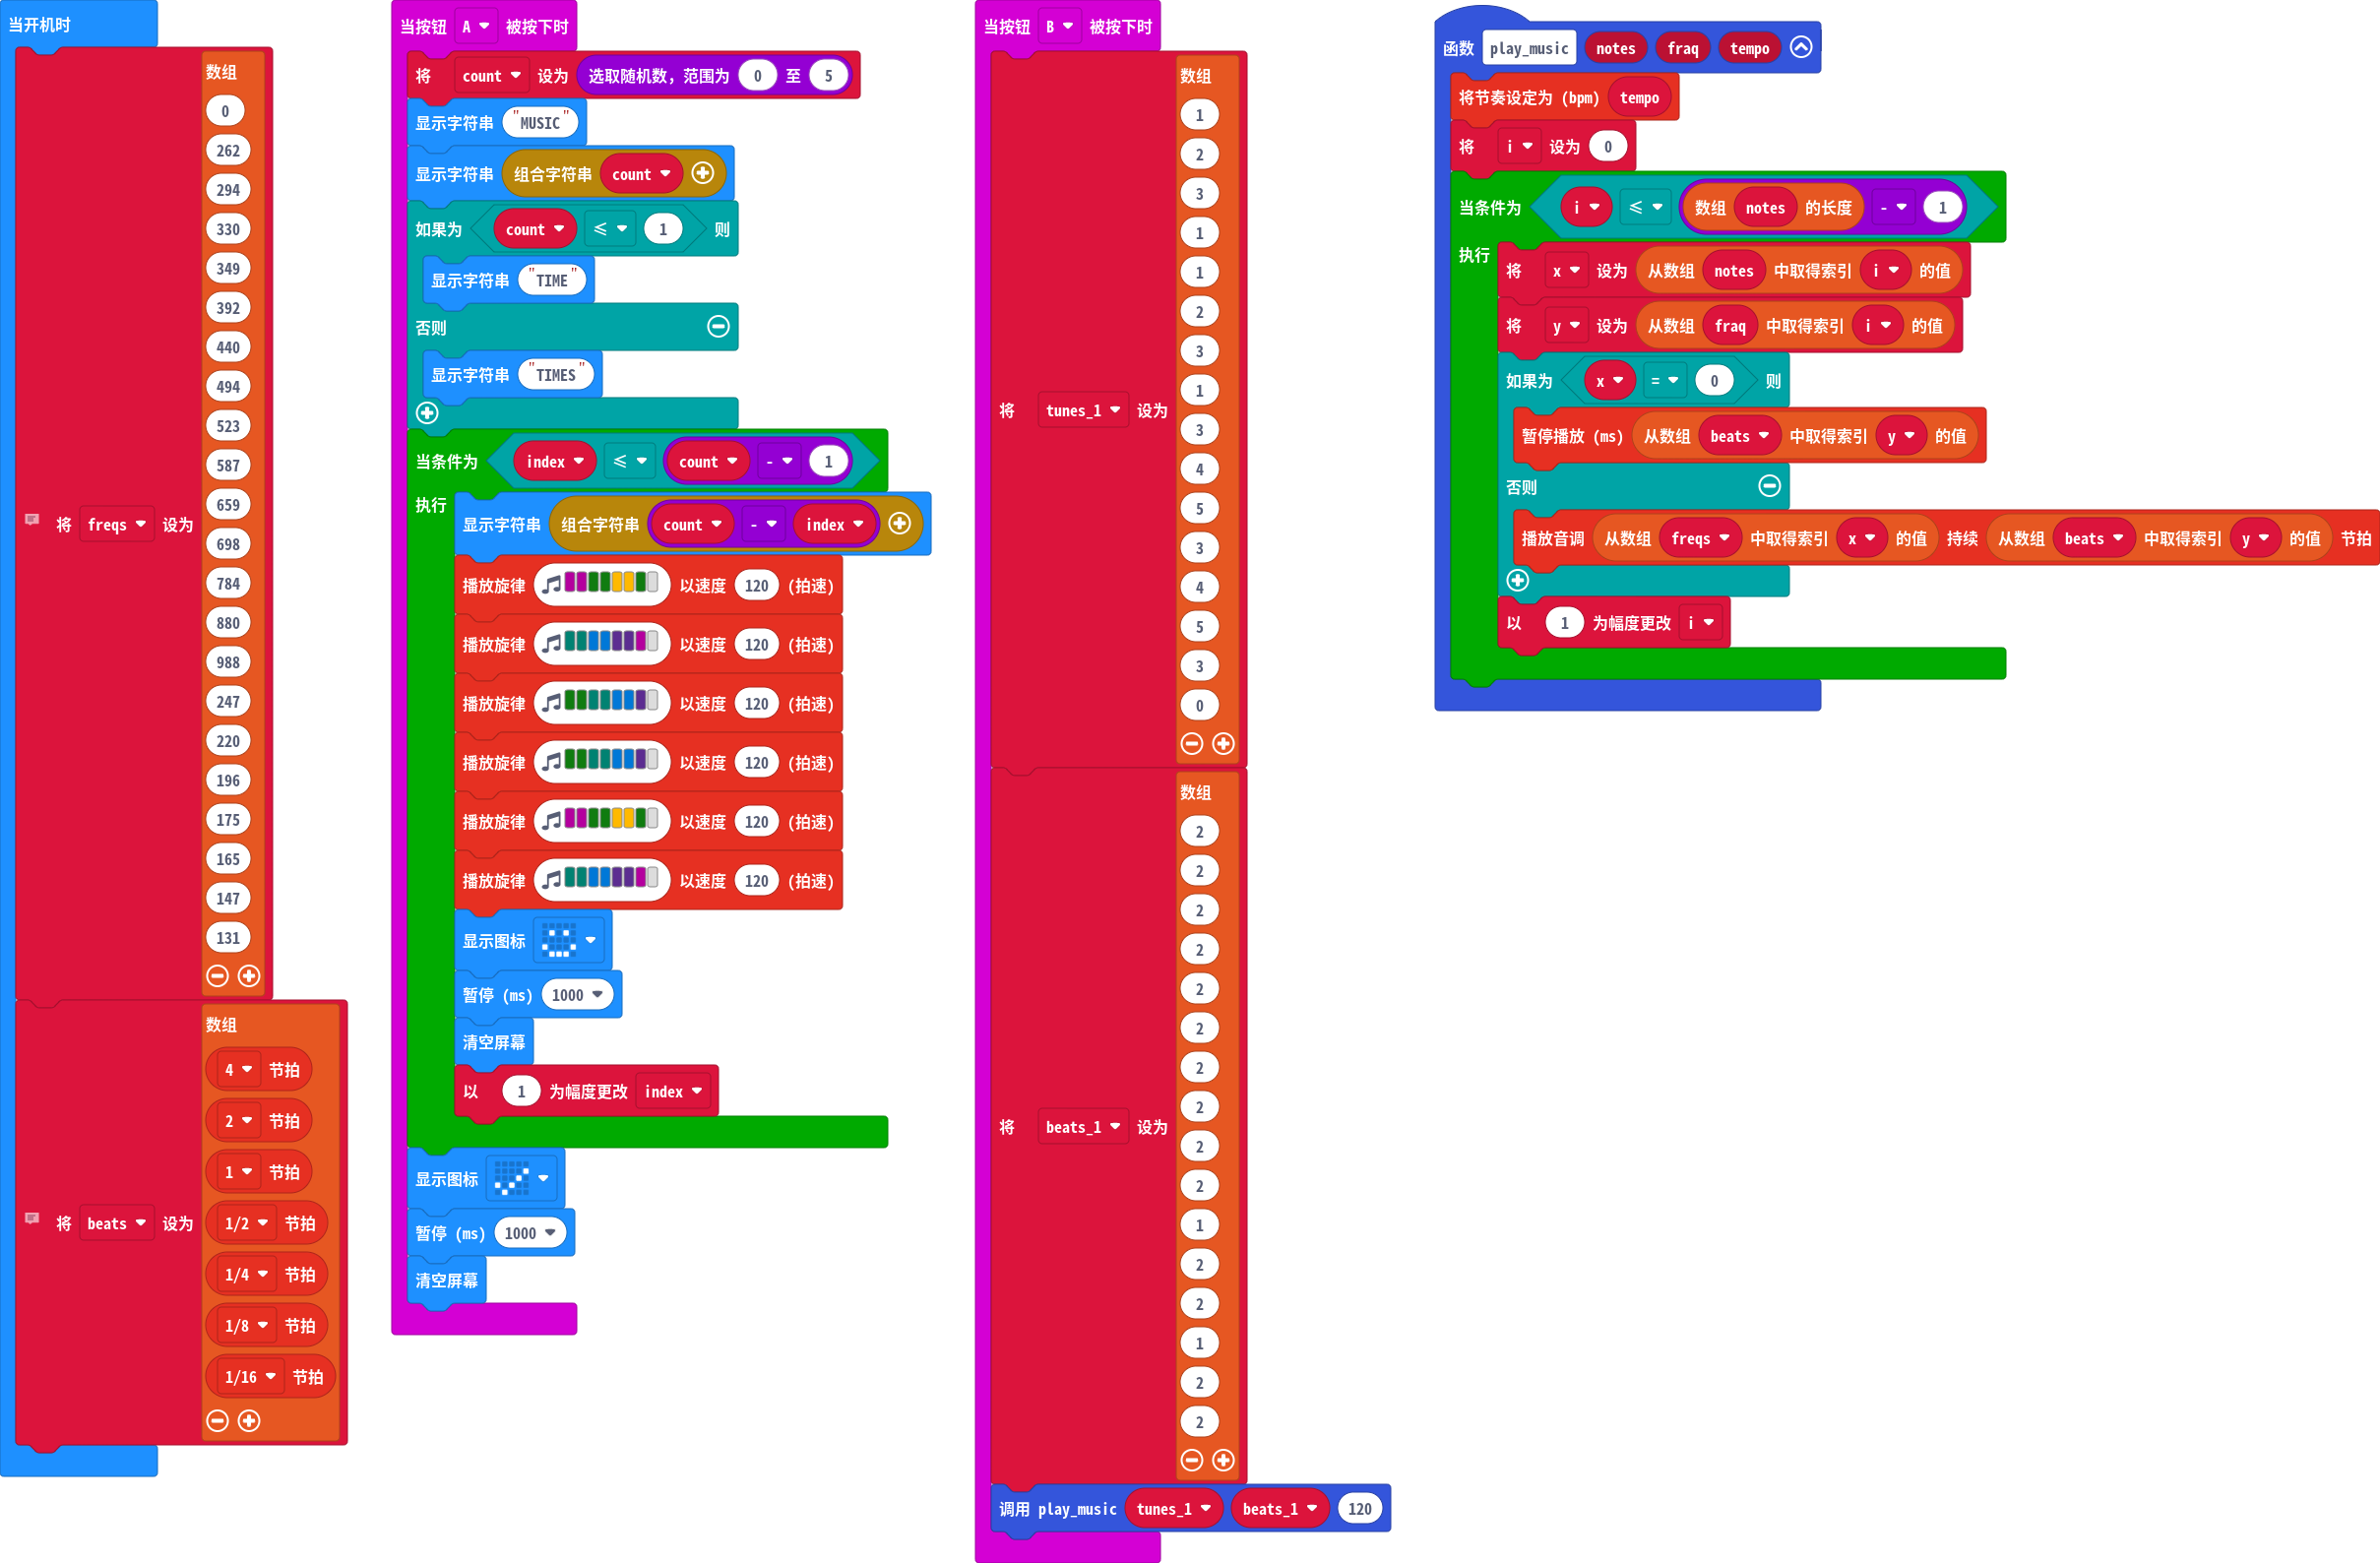 当开机时
将 freqs 设为 数组
0
262
294
330
349
392
440
494
523
587
659
698
784
880
988
247
220
196
175
165
147
131
将 beats 设为 数组
4 节拍
2 节拍
1 节拍
1/2 节拍
1/4 节拍
1/8 节拍
1/16 节拍
当按钮 A 被按下时
将 count 设为 选取随机数，范围为 0 至 5
显示字符串 "MUSIC"
显示字符串 组合字符串 count
如果为 count ≤ 1 则
显示字符串 "TIME"
否则
显示字符串 "TIMES"
当条件为 index ≤ count - 1
执行
显示字符串 组合字符串 count - index
播放旋律 以速度 120 (拍速)
播放旋律 以速度 120 (拍速)
播放旋律 以速度 120 (拍速)
播放旋律 以速度 120 (拍速)
播放旋律 以速度 120 (拍速)
播放旋律 以速度 120 (拍速)
显示图标
暂停 (ms) 1000
清空屏幕
以 1 为幅度更改 index
显示图标
暂停 (ms) 1000
清空屏幕
当按钮 B 被按下时
将 tunes_1 设为 数组
1
2
3
1
1
2
3
1
3
4
5
3
4
5
3
0
将 beats_1 设为 数组
2
2
2
2
2
2
2
2
2
2
1
2
2
1
2
2
调用 play_music tunes_1 beats_1 120
函数 play_music notes fraq tempo
将节奏设定为 (bpm) tempo
将 i 设为 0
当条件为 i ≤ 数组 notes 的长度 - 1
执行
将 x 设为 从数组 notes 中取得索引 i 的值
将 y 设为 从数组 fraq 中取得索引 i 的值
如果为 x = 0 则
暂停播放 (ms) 从数组 beats 中取得索引 y 的值
否则
播放音调 从数组 freqs 中取得索引 x 的值 持续 从数组 beats 中取得索引 y 的值 节拍
以 1 为幅度更改 i